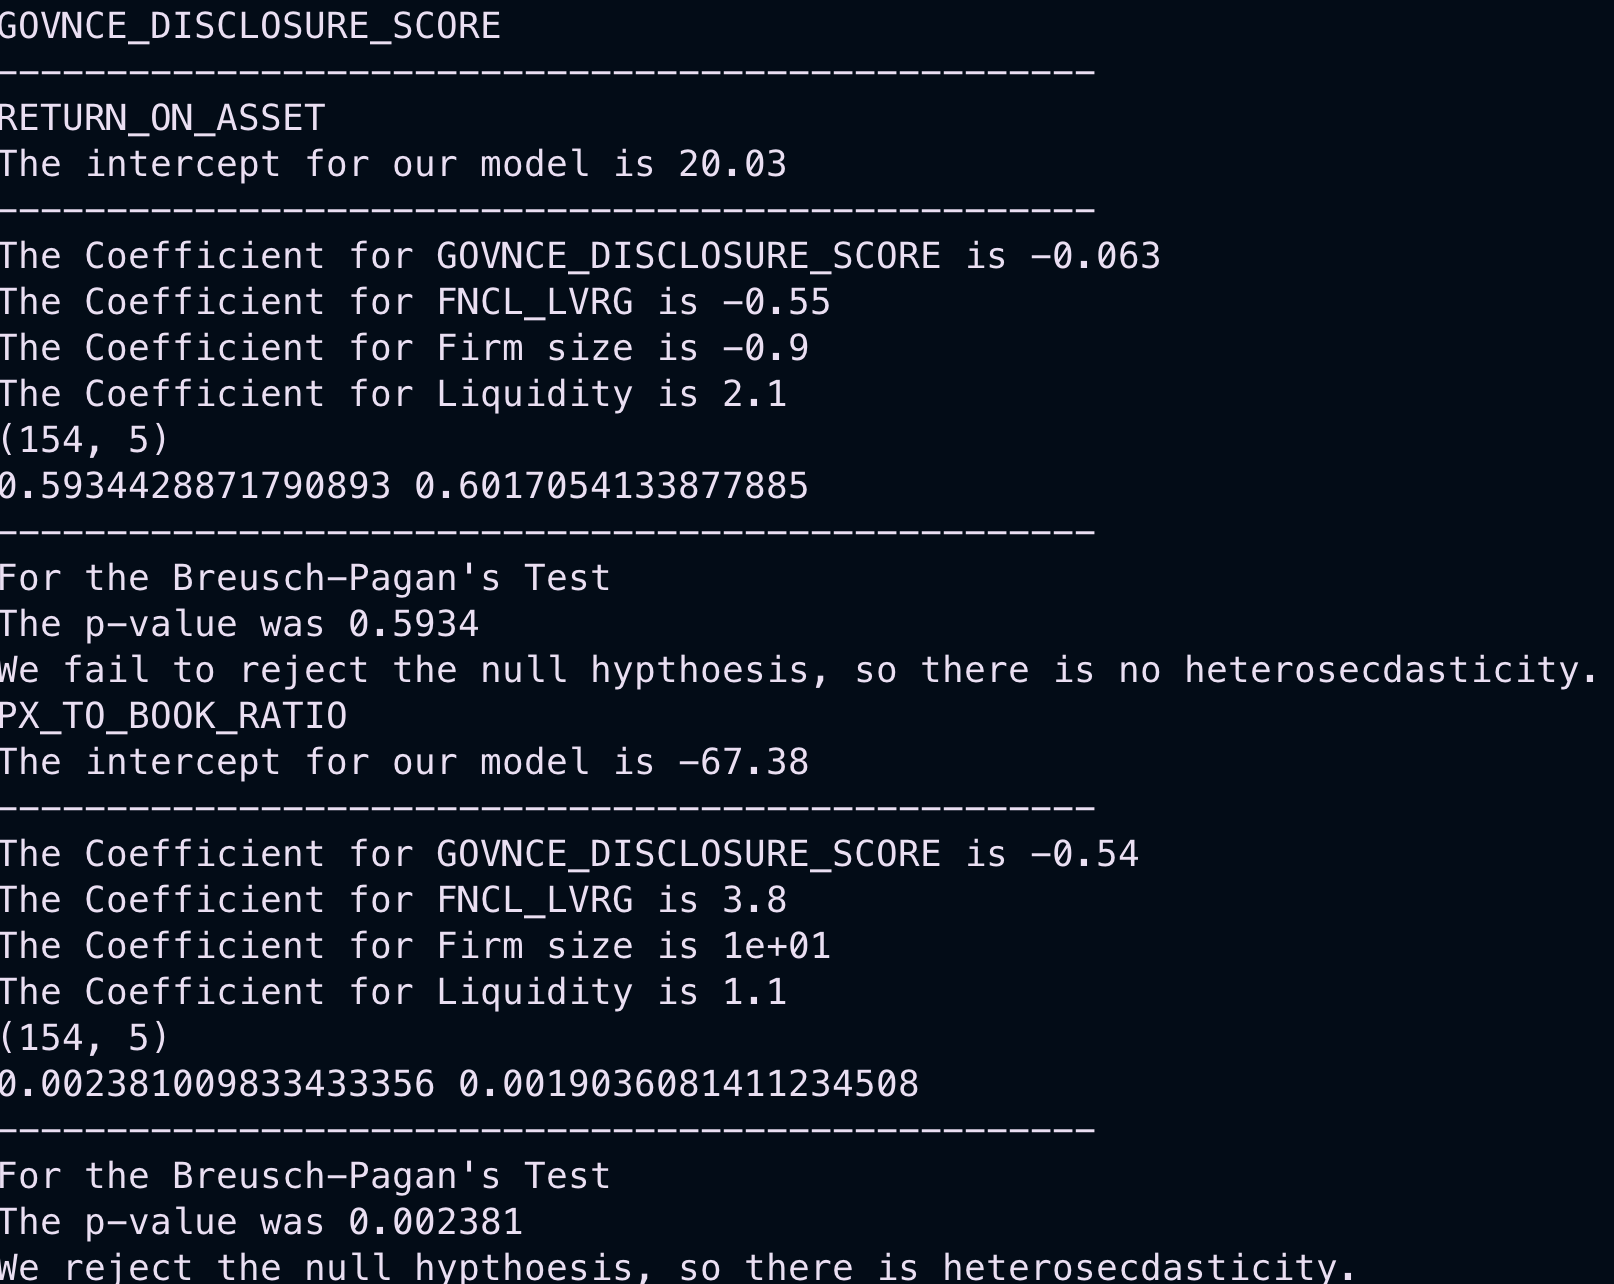 GOVNCE_DISCLOSURE_SCORE
--------------------------------------------------
RETURN_ON_ASSET
The intercept for our model is 20.03
--------------------------------------------------
The Coefficient for GOVNCE_DISCLOSURE_SCORE is -0.063
The Coefficient for FNCL_LVRG is -0.55
The Coefficient for Firm size is -0.9
The Coefficient for Liquidity is 2.1
(154, 5)
0.5934428871790893 0.6017054133877885
--------------------------------------------------
For the Breusch-Pagan's Test
The p-value was 0.5934
We fail to reject the null hypthoesis, so there is no heterosecdasticity.
PX_TO_BOOK_RATIO
The intercept for our model is -67.38
--------------------------------------------------
The Coefficient for GOVNCE_DISCLOSURE_SCORE is -0.54
The Coefficient for FNCL_LVRG is 3.8
The Coefficient for Firm size is 1e+01
The Coefficient for Liquidity is 1.1
(154, 5)
0.002381009833433356 0.0019036081411234508
--------------------------------------------------
For the Breusch-Pagan's Test
The p-value was 0.002381
We reject the null hypthoesis, so there is heterosecdasticity.